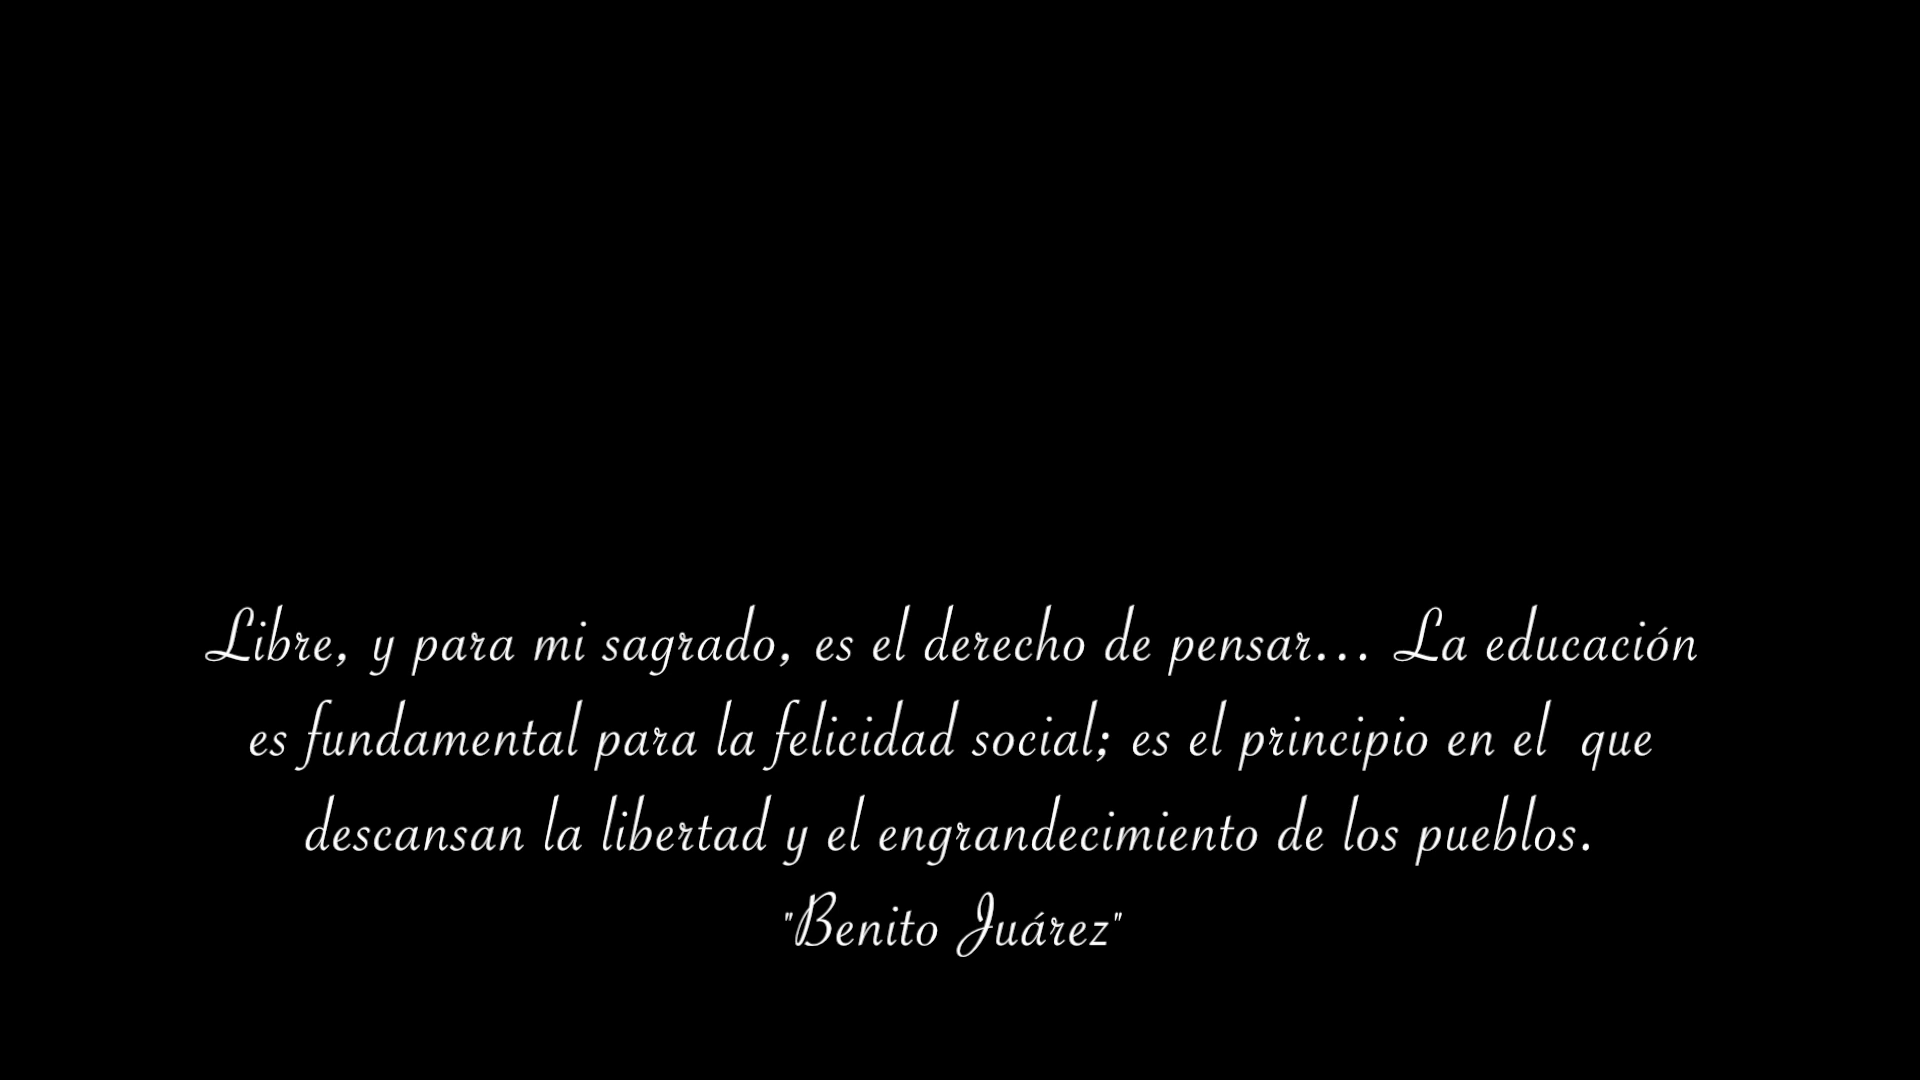 Libre, y para mi sagrado, es el derecho de pensar... La educación
es fundamental para la felicidad social; es el principio en el  que
descansan la libertad y el engrandecimiento de los pueblos.
"Benito Juárez"